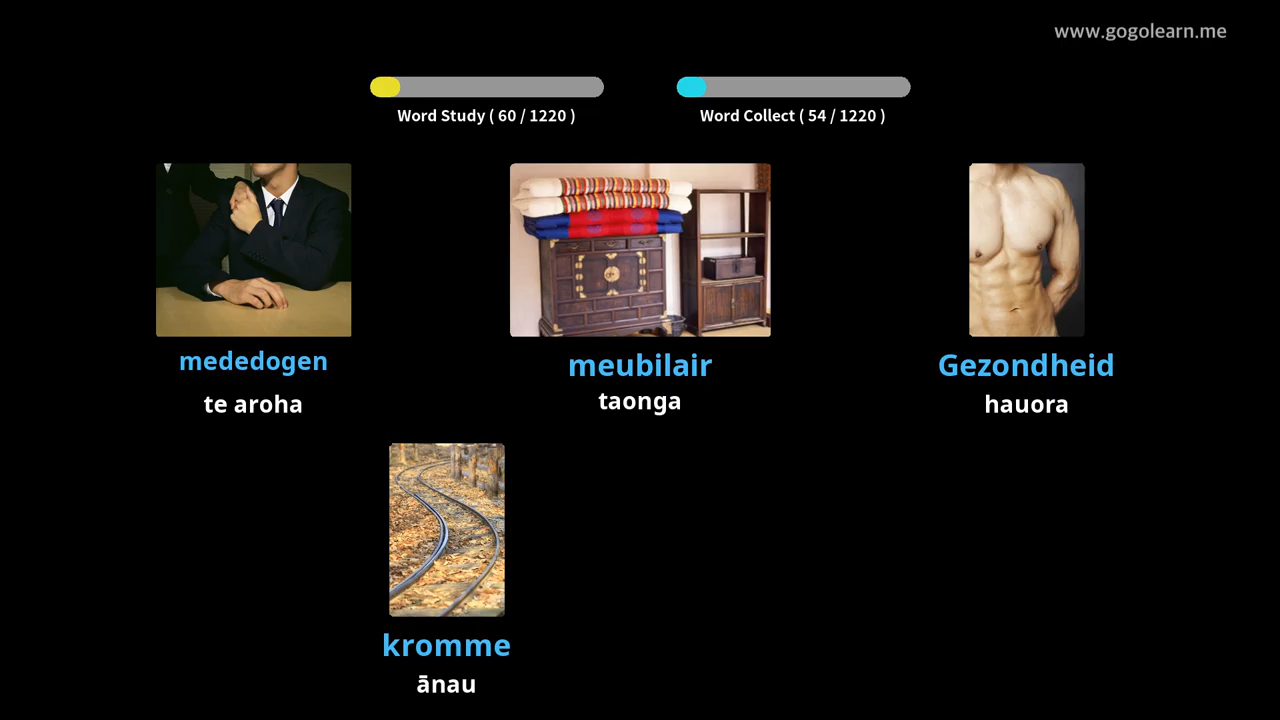 www.gogolearn.me
Word Study ( 60 / 1220 )
Word Collect ( 54 / 1220 )
mededogen
te aroha
meubilair
taonga
Gezondheid
hauora
kromme
ānau